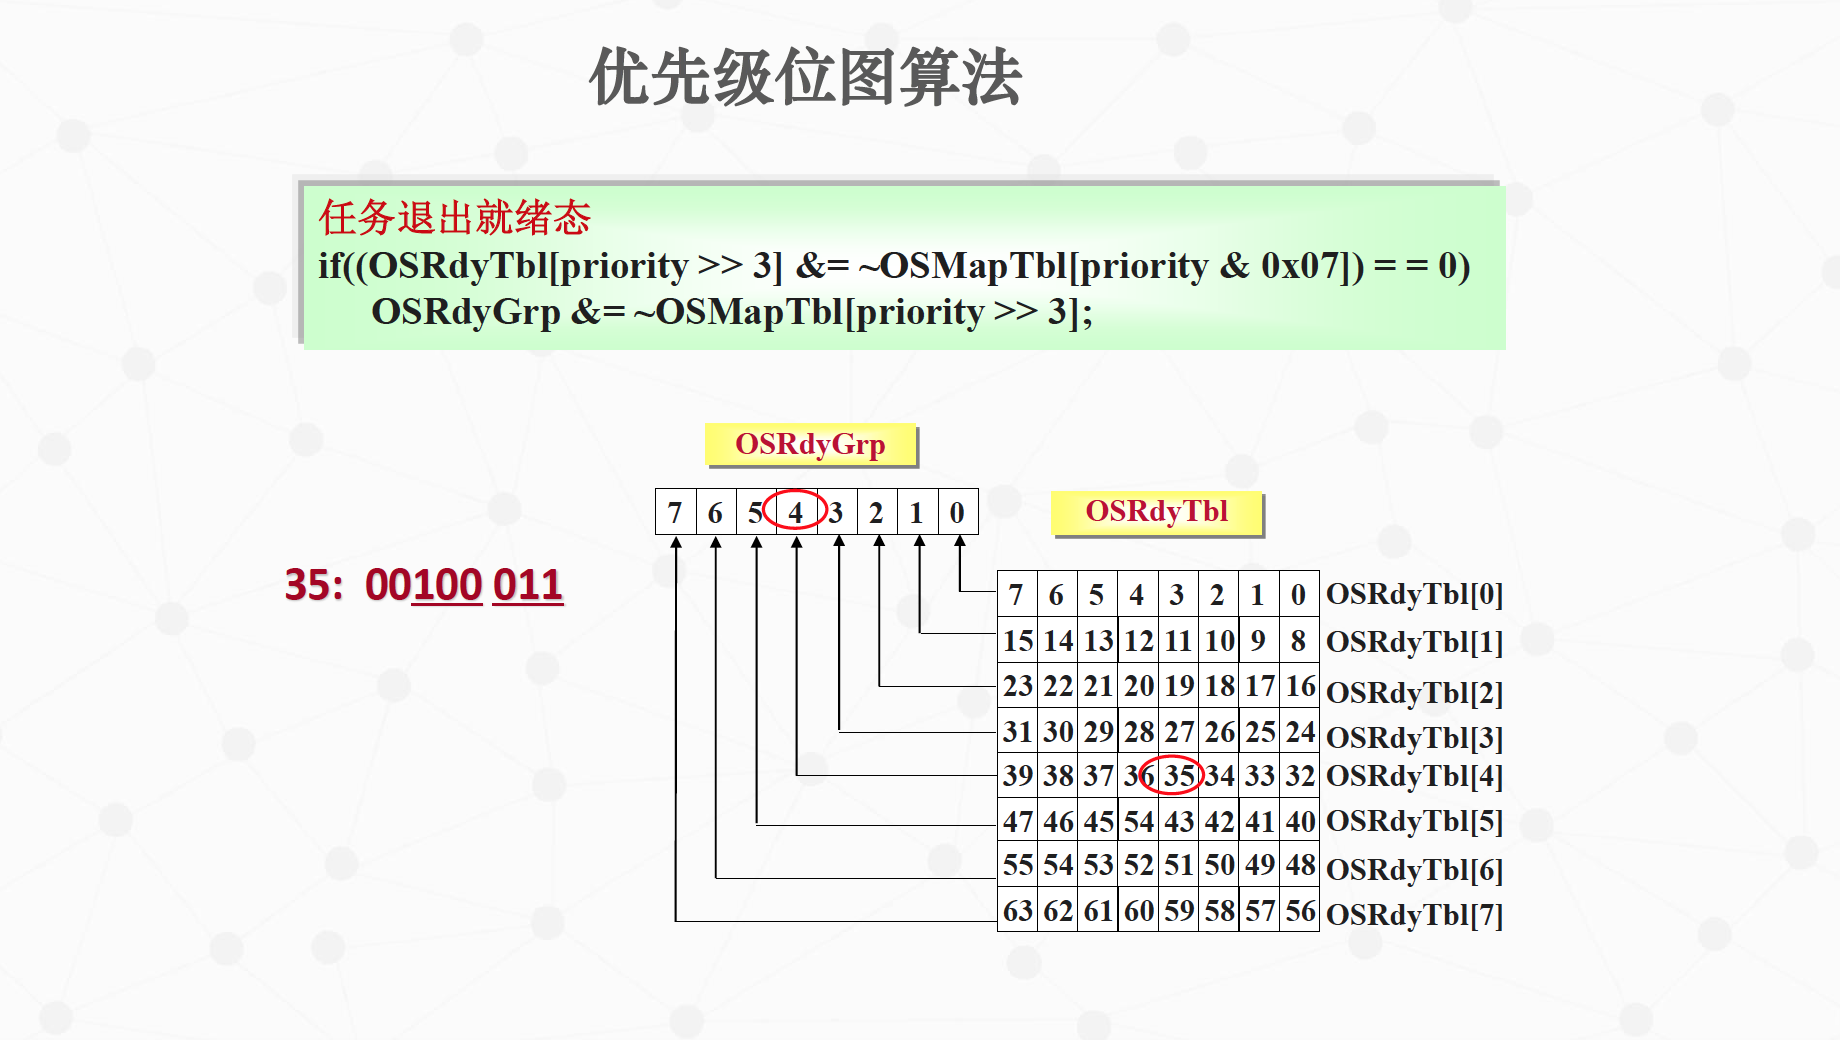 优先级位图算法
任务退出就绪态
if((OSRdyTbl[priority >> 3] &= ~OSMapTbl[priority & 0x07]) = = 0)
OSRdyGrp &= ~OSMapTbl[priority >> 3];
OSRdyGrp
7 6 5 4 3 2 1 0
OSRdyTbl
35: 00100 011
7 6 5 4 3 2 1 0 OSRdyTbl[0]
15 14 13 12 11 10 9 8 OSRdyTbl[1]
23 22 21 20 19 18 17 16 OSRdyTbl[2]
31 30 29 28 27 26 25 24 OSRdyTbl[3]
39 38 37 36 35 34 33 32 OSRdyTbl[4]
47 46 45 54 43 42 41 40 OSRdyTbl[5]
55 54 53 52 51 50 49 48 OSRdyTbl[6]
63 62 61 60 59 58 57 56 OSRdyTbl[7]